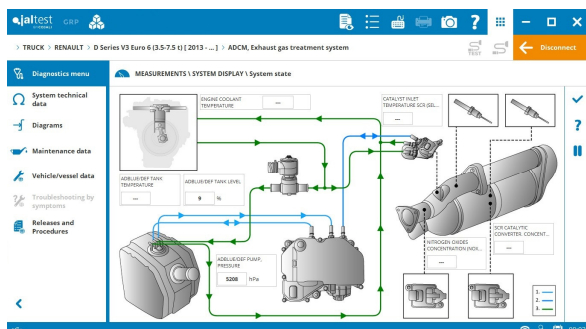 jaltest GRP
> TRUCK > RENAULT > D Series V3 Euro 6 (3.5-7.5 t) [ 2013 - ... ] > ADCM, Exhaust gas treatment system
TEST
Disconnect
Diagnostics menu
MEASUREMENTS \ SYSTEM DISPLAY \ System state
System technical
data
Diagrams
Maintenance data
Vehicle/vessel data
Troubleshooting by
symptoms
Releases and
Procedures
ENGINE COOLANT
TEMPERATURE
---
CATALYST INLET
TEMPERATURE SCR (SEL...
---
ADBLUE/DEF TANK
TEMPERATURE
---
ADBLUE/DEF TANK LEVEL
9 %
ADBLUE/DEF PUMP,
PRESSURE
5208 hPa
NITROGEN OXIDES
CONCENTRATION (NOX...
---
SCR CATALYTIC
CONVERTER. CONCENT...
---
1.
2.
3.